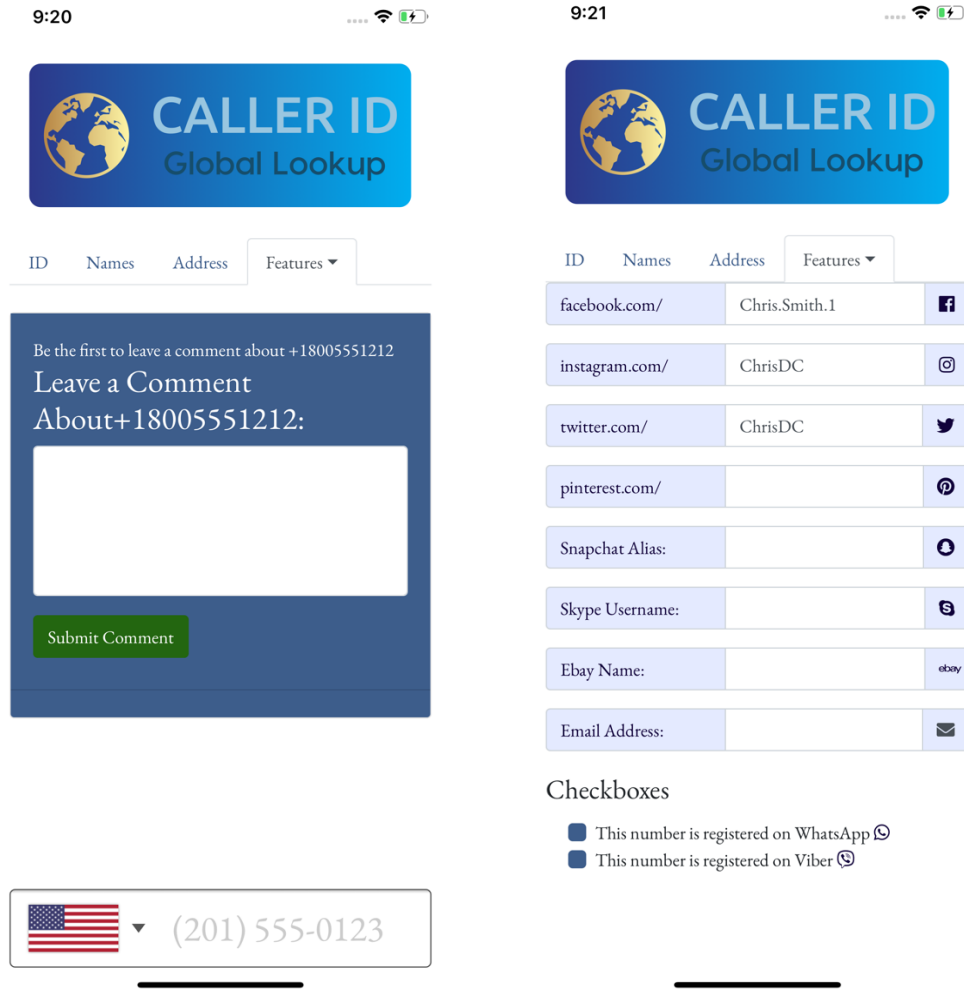 9:20
CALLER ID
Global Lookup
ID Names Address Features
Be the first to leave a comment about +18005551212
Leave a Comment
About+18005551212:
Submit Comment
(201) 555-0123
9:21
CALLER ID
Global Lookup
ID Names Address Features
facebook.com/ Chris.Smith.1
instagram.com/ ChrisDC
twitter.com/ ChrisDC
pinterest.com/
Snapchat Alias:
Skype Username:
Ebay Name: ebay
Email Address:
Checkboxes
This number is registered on WhatsApp
This number is registered on Viber